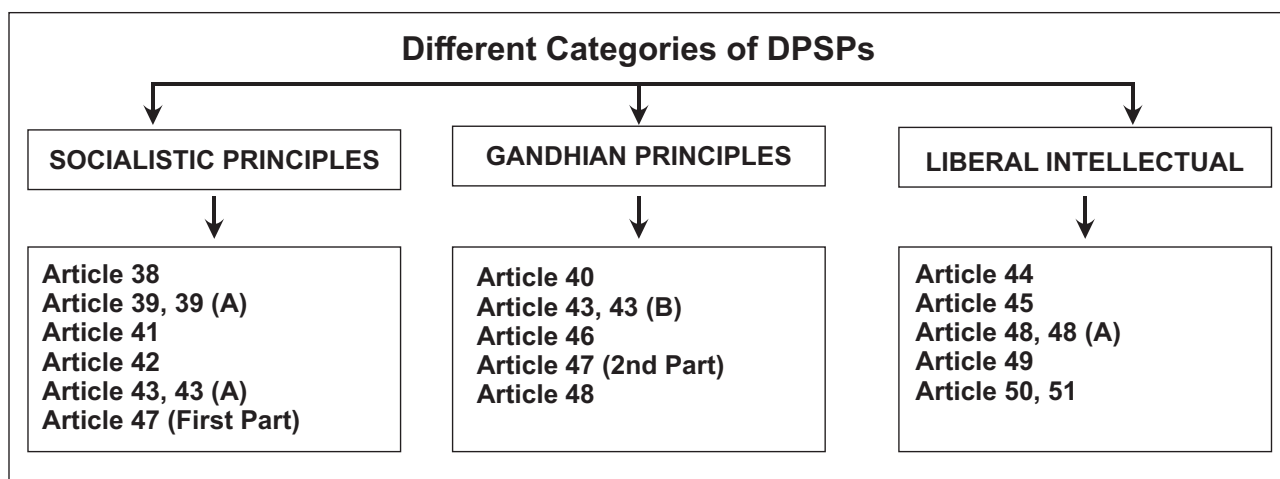 Different Categories of DPSPs
SOCIALISTIC PRINCIPLES
Article 38
Article 39, 39 (A)
Article 41
Article 42
Article 43, 43 (A)
Article 47 (First Part)
GANDHIAN PRINCIPLES
Article 40
Article 43, 43 (B)
Article 46
Article 47 (2nd Part)
Article 48
LIBERAL INTELLECTUAL
Article 44
Article 45
Article 48, 48 (A)
Article 49
Article 50, 51